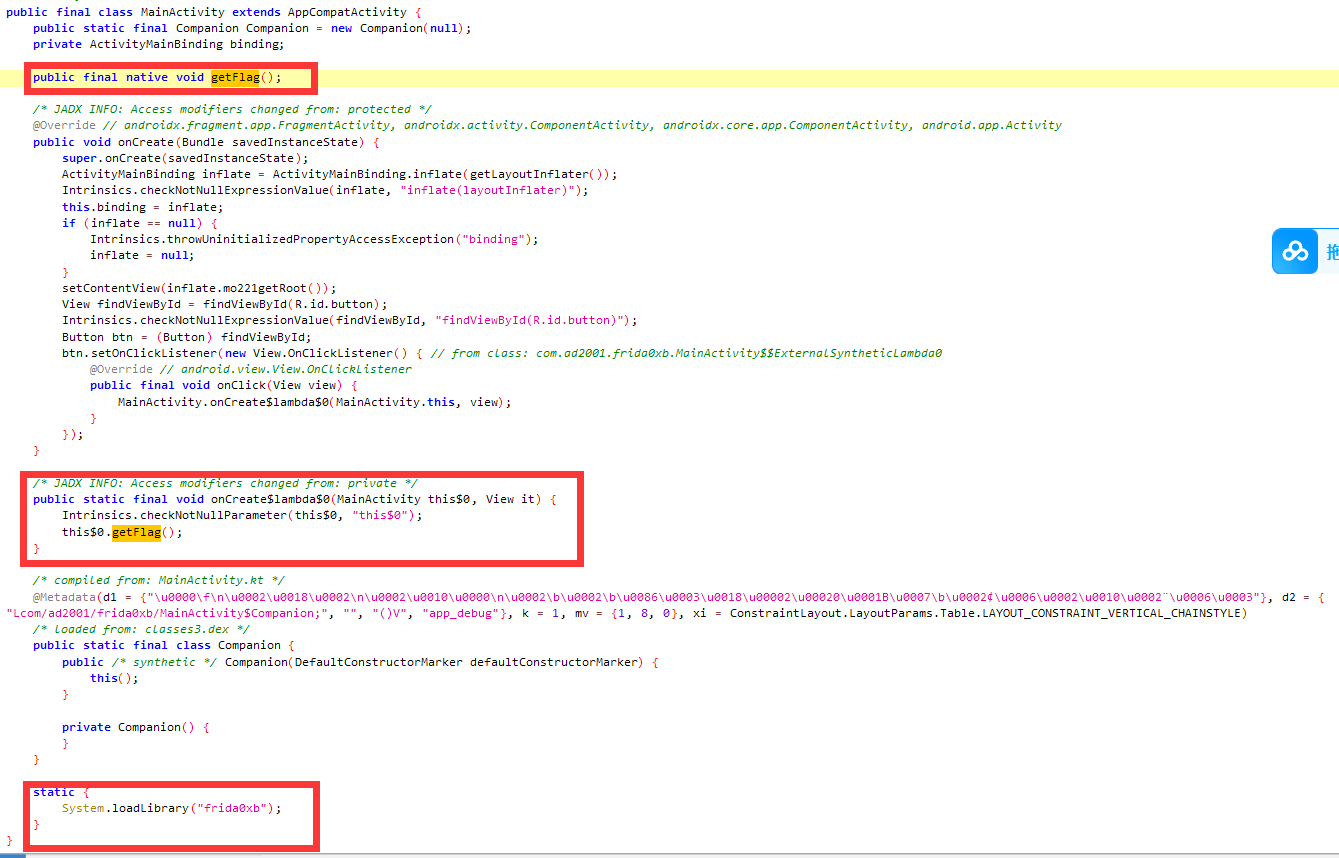 public final class MainActivity extends AppCompatActivity {
public static final Companion Companion = new Companion(null);
private ActivityMainBinding binding;
public final native void getFlag();
/* JADX INFO: Access modifiers changed from: protected */
@Override // androidx.fragment.app.FragmentActivity, androidx.activity.ComponentActivity, androidx.core.app.ComponentActivity, android.app.Activity
public void onCreate(Bundle savedInstanceState) {
super.onCreate(savedInstanceState);
ActivityMainBinding inflate = ActivityMainBinding.inflate(getLayoutInflater());
Intrinsics.checkNotNullExpressionValue(inflate, "inflate(layoutInflater)");
this.binding = inflate;
if (inflate == null) {
Intrinsics.throwUninitializedPropertyAccessException("binding");
inflate = null;
}
setContentView(inflate.mo221getRoot());
View findViewById = findViewById(R.id.button);
Intrinsics.checkNotNullExpressionValue(findViewById, "findViewById(R.id.button)");
Button btn = (Button) findViewById;
btn.setOnClickListener(new View.OnClickListener() { // from class: com.ad2001.frida0xb.MainActivity$$ExternalSyntheticLambda0
@Override // android.view.View.OnClickListener
public final void onClick(View view) {
MainActivity.onCreate$lambda$0(MainActivity.this, view);
}
});
}
/* JADX INFO: Access modifiers changed from: private */
public static final void onCreate$lambda$0(MainActivity this$0, View it) {
Intrinsics.checkNotNullParameter(this$0, "this$0");
this$0.getFlag();
}
/* compiled from: MainActivity.kt */
@Metadata(d1 = {"\u0000\f\n\u0002\u0018\u0002\n\u0002\u0010\u0000\n\u0002\b\u0002\b\u0086\u0003\u0018\u00002\u00020\u0001B\u0007\b\u0002¢\u0006\u0002\u0010\u0002¨\u0006\u0003"}, d2 = {
"Lcom/ad2001/frida0xb/MainActivity$Companion;", "", "()V", "app_debug"}, k = 1, mv = {1, 8, 0}, xi = ConstraintLayout.LayoutParams.Table.LAYOUT_CONSTRAINT_VERTICAL_CHAINSTYLE)
/* loaded from: classes3.dex */
public static final class Companion {
public /* synthetic */ Companion(DefaultConstructorMarker defaultConstructorMarker) {
this();
}
private Companion() {
}
}
static {
System.loadLibrary("frida0xb");
}
}